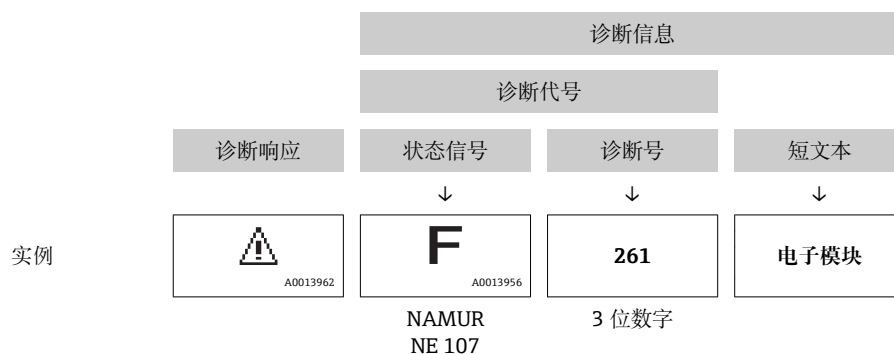 诊断信息
诊断代号
诊断响应 状态信号 诊断号 短文本
实例 A0013962 F A0013956 261 电子模块
NAMUR 3 位数字
NE 107